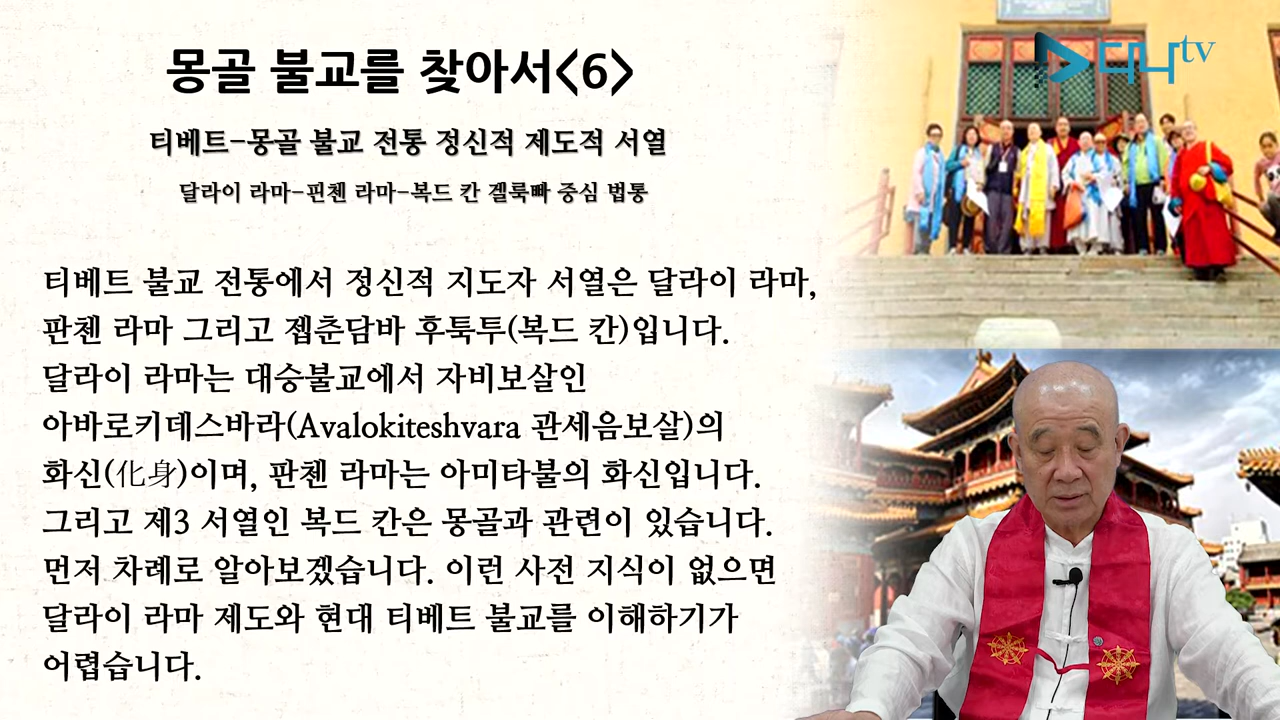 몽골 불교를 찾아서<6>
티베트-몽골 불교 전통 정신적 제도적 서열
달라이 라마-핀첸 라마-복드 칸 겔룩빠 중심 법통
티베트 불교 전통에서 정신적 지도자 서열은 달라이 라마,
판첸 라마 그리고 젭춘담바 후툭투(복드 칸)입니다.
달라이 라마는 대승불교에서 자비보살인
아바로키데스바라(Avalokiteshvara 관세음보살)의
화신(化身)이며, 판첸 라마는 아미타불의 화신입니다.
그리고 제3 서열인 복드 칸은 몽골과 관련이 있습니다.
먼저 차례로 알아보겠습니다. 이런 사전 지식이 없으면
달라이 라마 제도와 현대 티베트 불교를 이해하기가
어렵습니다.
tv